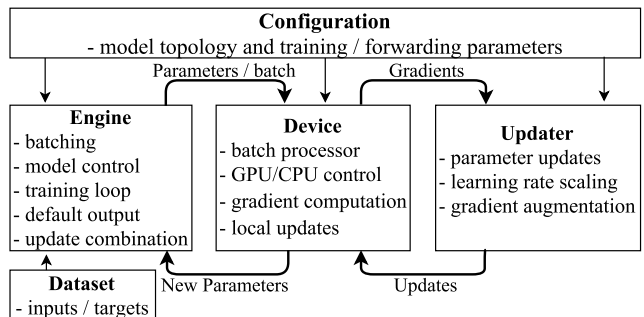 Configuration
- model topology and training / forwarding parameters
Parameters / batch
Gradients
Engine
- batching
- model control
- training loop
- default output
- update combination
Device
- batch processor
- GPU/CPU control
- gradient computation
- local updates
Updater
- parameter updates
- learning rate scaling
- gradient augmentation
New Parameters
Updates
Dataset
- inputs / targets